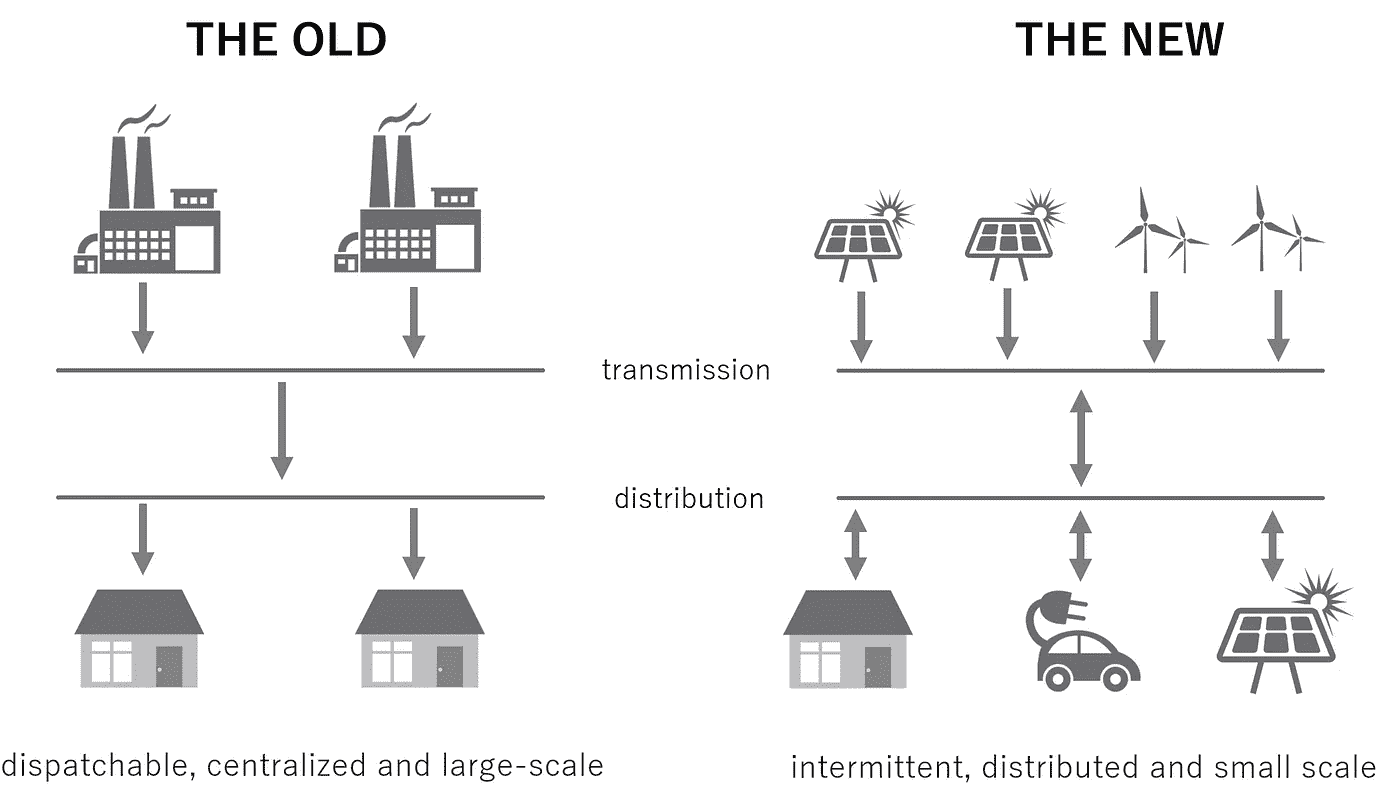 THE OLD
THE NEW
transmission
distribution
dispatchable, centralized and large-scale
intermittent, distributed and small scale